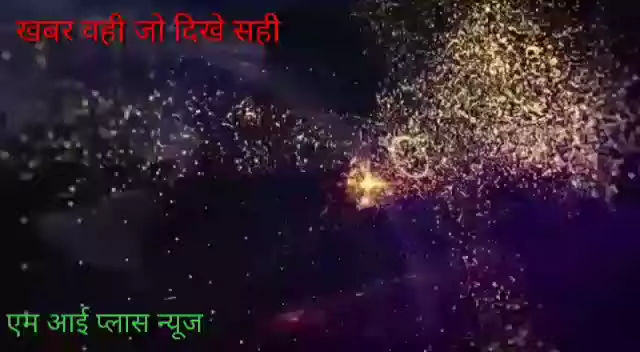 खबर वही जो दिखे सही
एम आई प्लास न्यूज